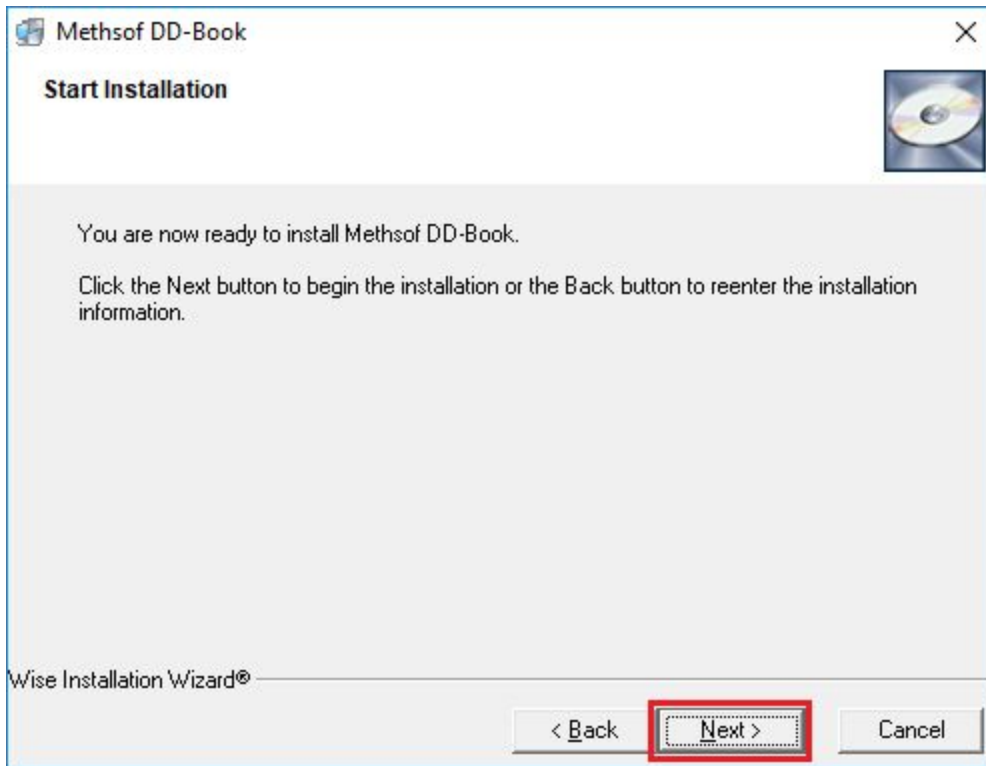 Methsof DD-Book
Start Installation
You are now ready to install Methsof DD-Book.
Click the Next button to begin the installation or the Back button to reenter the installation
information.
Wise Installation Wizard®
< Back
Next >
Cancel